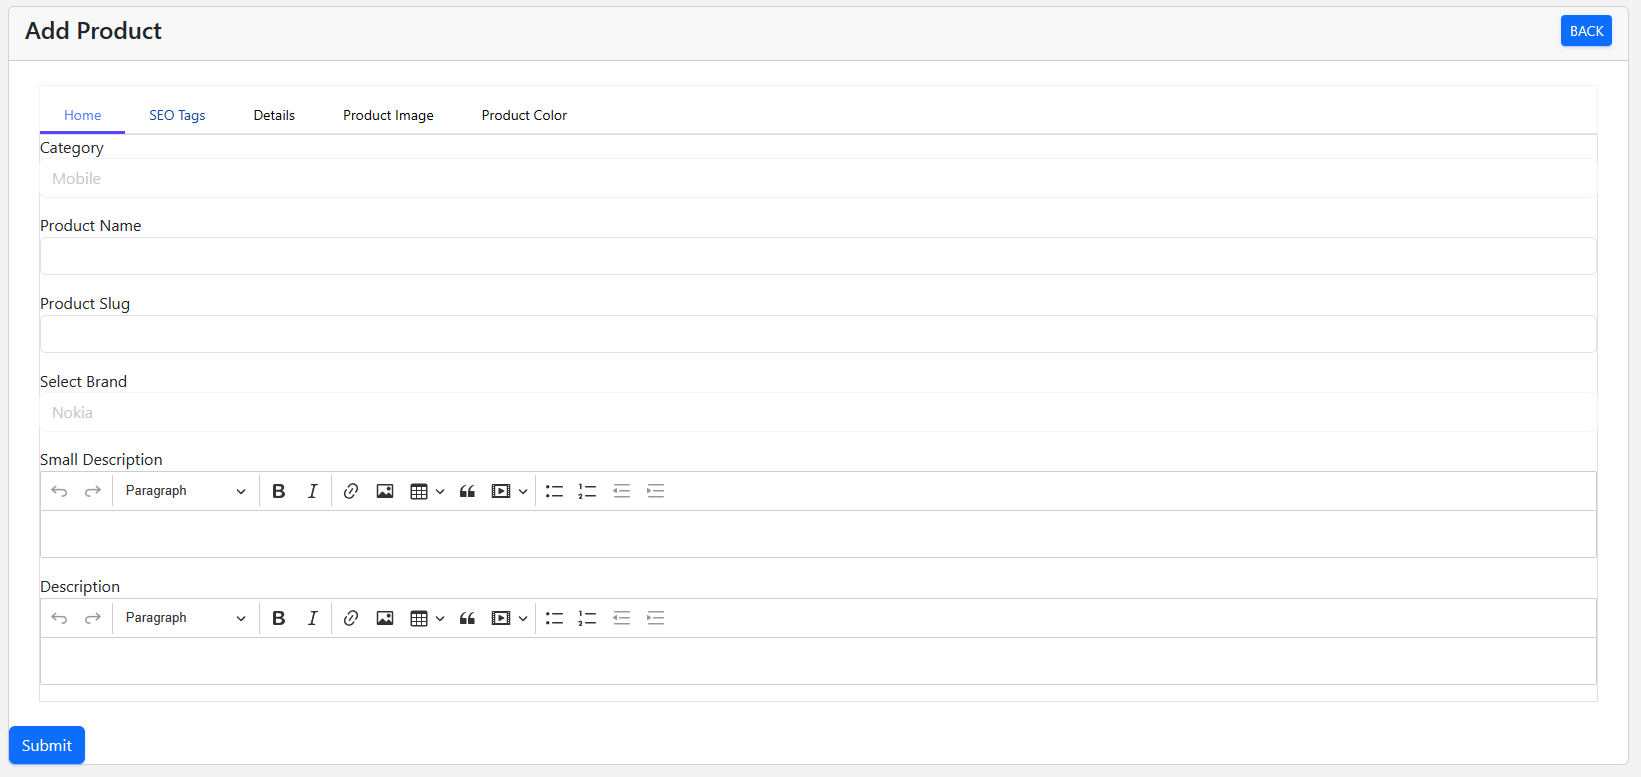 Add Product
BACK
Home SEO Tags Details Product Image Product Color
Category
Mobile
Product Name
Product Slug
Select Brand
Nokia
Small Description
Paragraph
Description
Paragraph
Submit